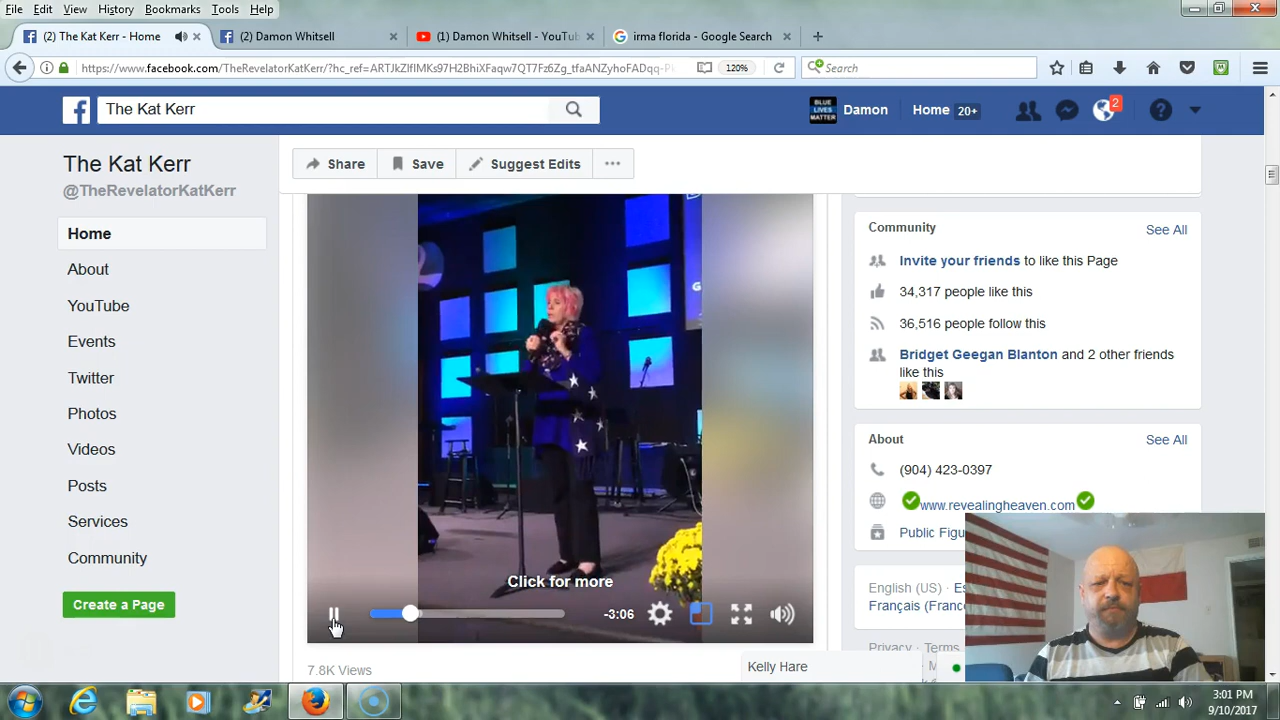 File Edit View History Bookmarks Tools Help
(2) The Kat Kerr - Home
(2) Damon Whitsell
(1) Damon Whitsell - YouTub
irma florida - Google Search
https://www.facebook.com/TheRevelatorKatKerr/?hc_ref=
120%
Search
The Kat Kerr
BLUE LIVES MATTER
Damon
Home 20+
2
The Kat Kerr
@TheRevelatorKatKerr
Share
Save
Suggest Edits
Home
About
YouTube
Events
Twitter
Photos
Videos
Posts
Services
Community
Create a Page
Click for more
-3:06
7.8K Views
Community
See All
Invite your friends to like this Page
34,317 people like this
36,516 people follow this
Bridget Geegan Blanton and 2 other friends
like this
About
See All
(904) 423-0397
www.revealingheaven.com
Public Figu
English (US) · Es
Français (Franc
Privacy · Terms
Kelly Hare
3:01 PM
9/10/2017